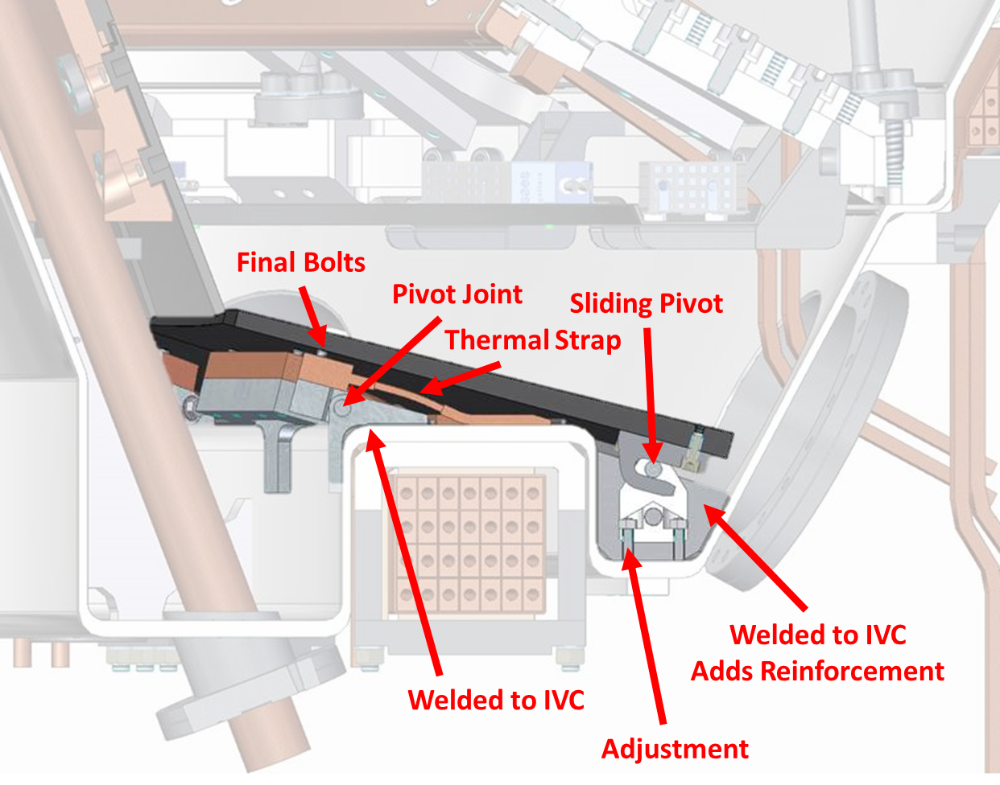 Final Bolts
Pivot Joint
Sliding Pivot
Thermal Strap
Welded to IVC
Adds Reinforcement
Welded to IVC
Adjustment